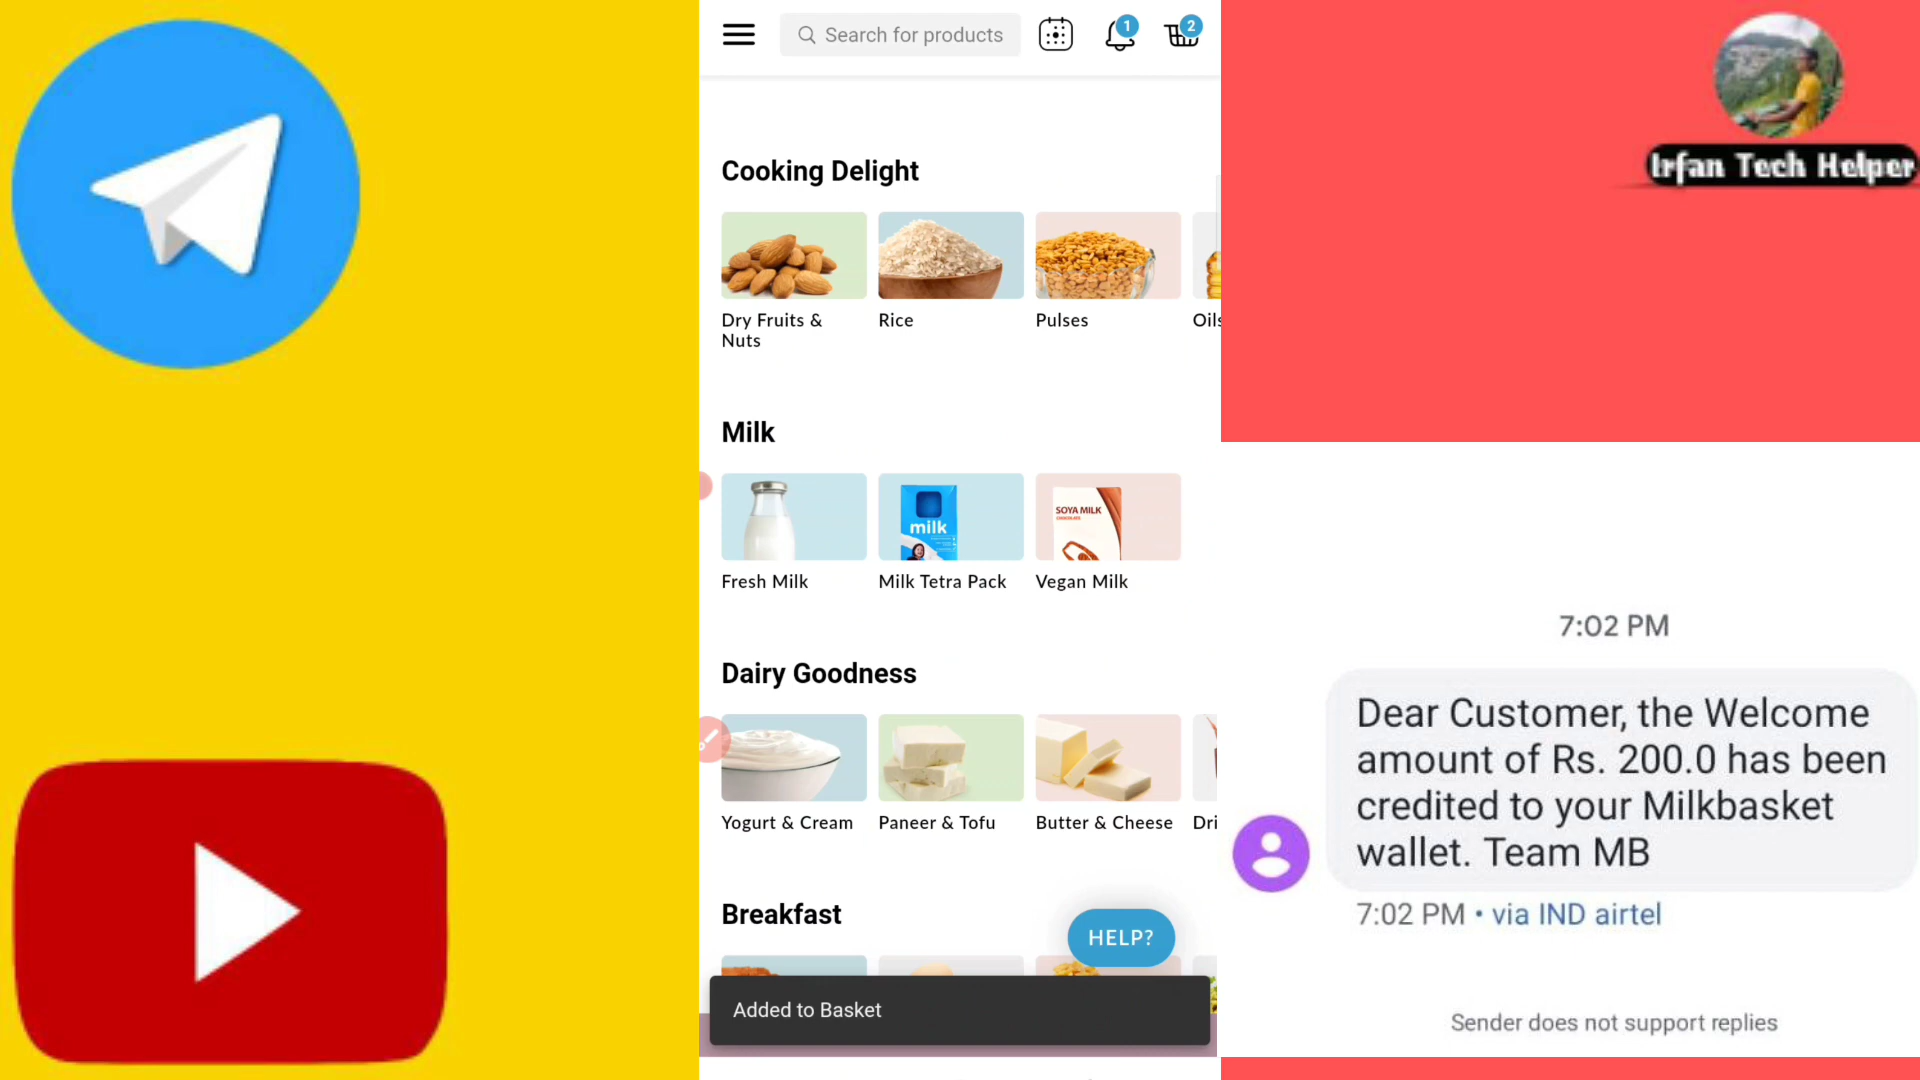 Search for products
1
2
Cooking Delight
Dry Fruits &
Nuts
Rice
Pulses
Oils
Milk
milk
SOYA MILK
Fresh Milk
Milk Tetra Pack
Vegan Milk
Dairy Goodness
Yogurt & Cream
Paneer & Tofu
Butter & Cheese
Dri
Breakfast
HELP?
Added to Basket
Irfan Tech Helper
7:02 PM
Dear Customer, the Welcome
amount of Rs. 200.0 has been
credited to your Milkbasket
wallet. Team MB
7:02 PM • via IND airtel
Sender does not support replies